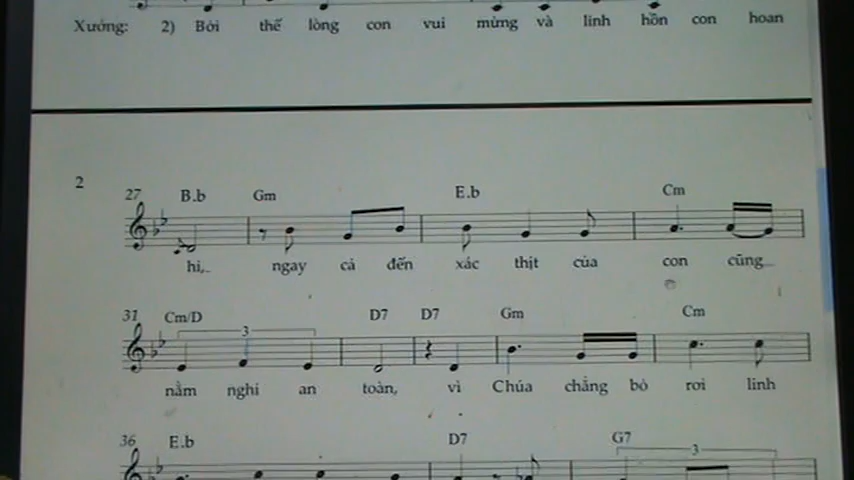 Xướng: 2) Bởi thế lòng con vui mừng và linh hồn con hoan
2
27 B.b Gm E.b Cm
hỉ, ngay cả đến xác thịt của con cũng
31 Cm/D D7 D7 Gm Cm
3
nằm nghỉ an toàn, vì Chúa chẳng bỏ rơi linh
36 E.b D7 G7
3